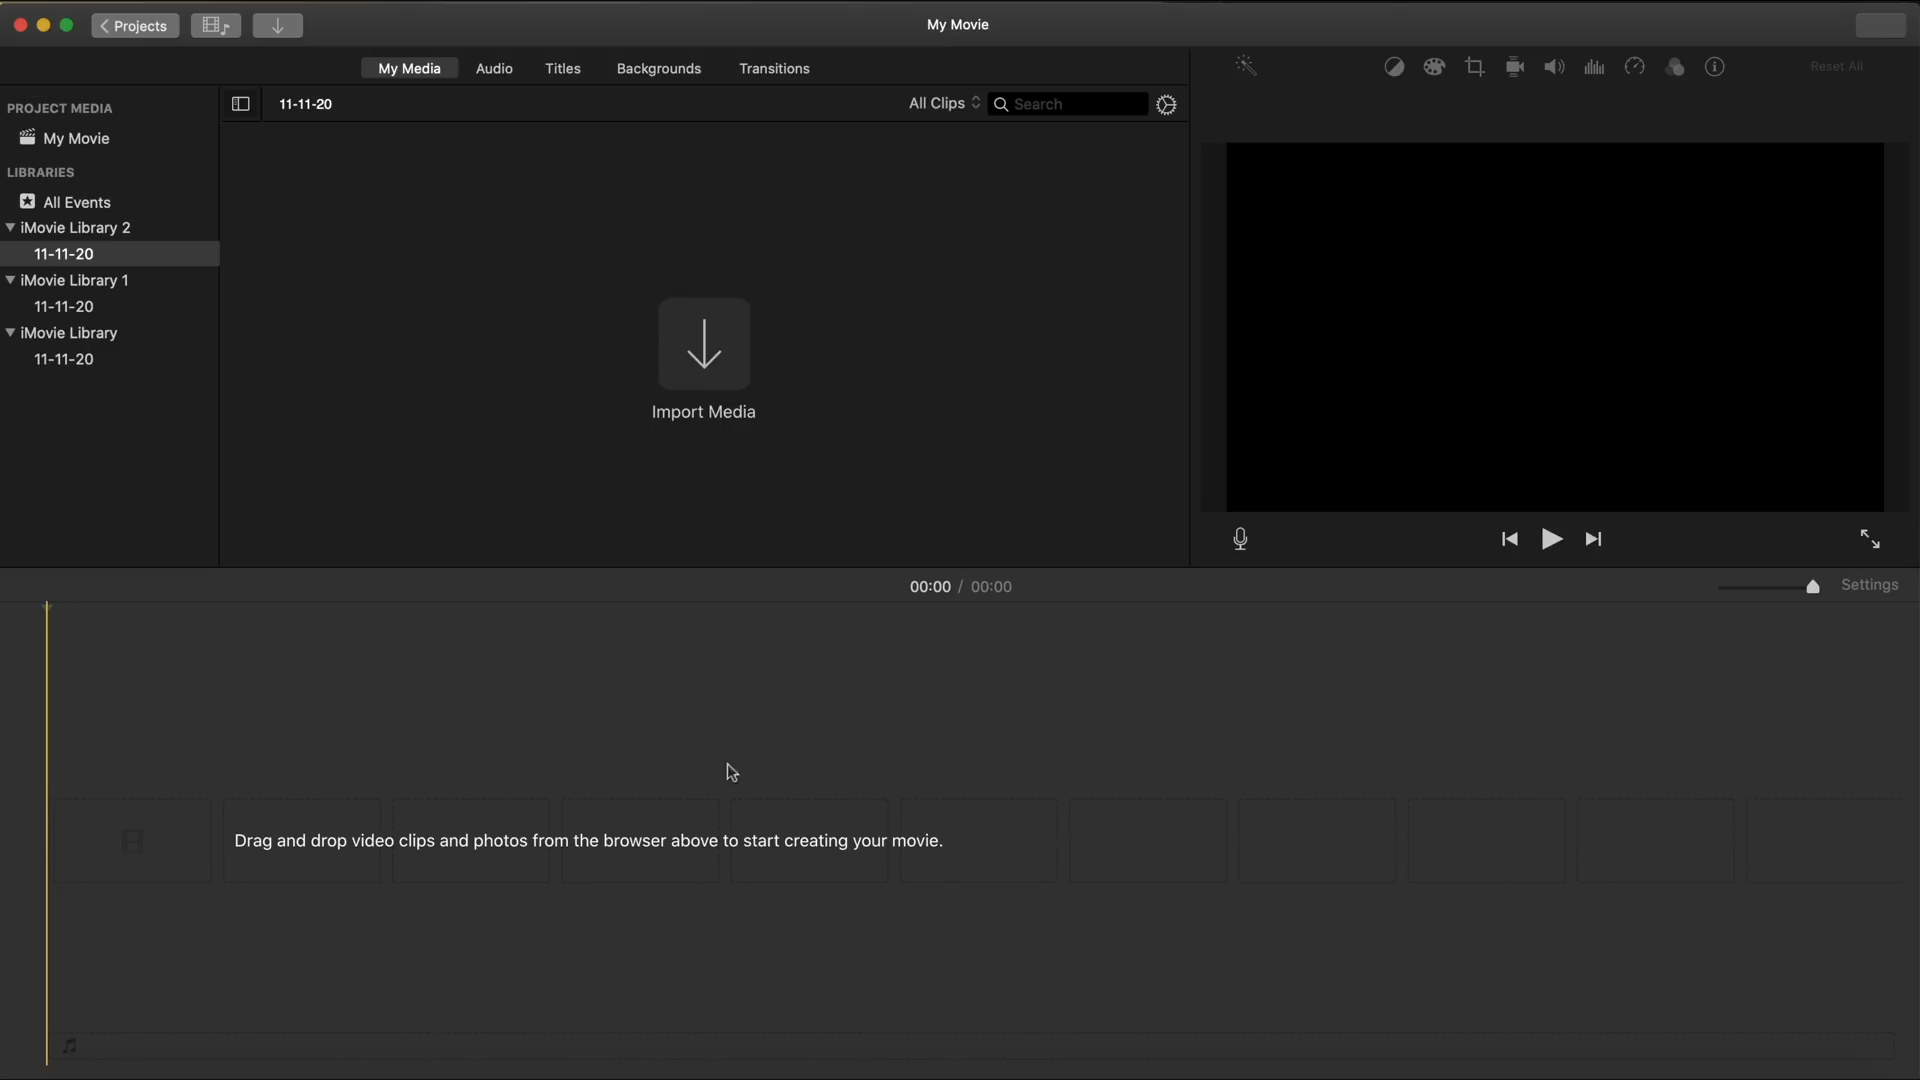 Projects
My Movie
My Media
Audio
Titles
Backgrounds
Transitions
Reset All
PROJECT MEDIA
My Movie
LIBRARIES
All Events
iMovie Library 2
11-11-20
iMovie Library 1
11-11-20
iMovie Library
11-11-20
11-11-20
All Clips
Search
Import Media
00:00 / 00:00
Settings
Drag and drop video clips and photos from the browser above to start creating your movie.